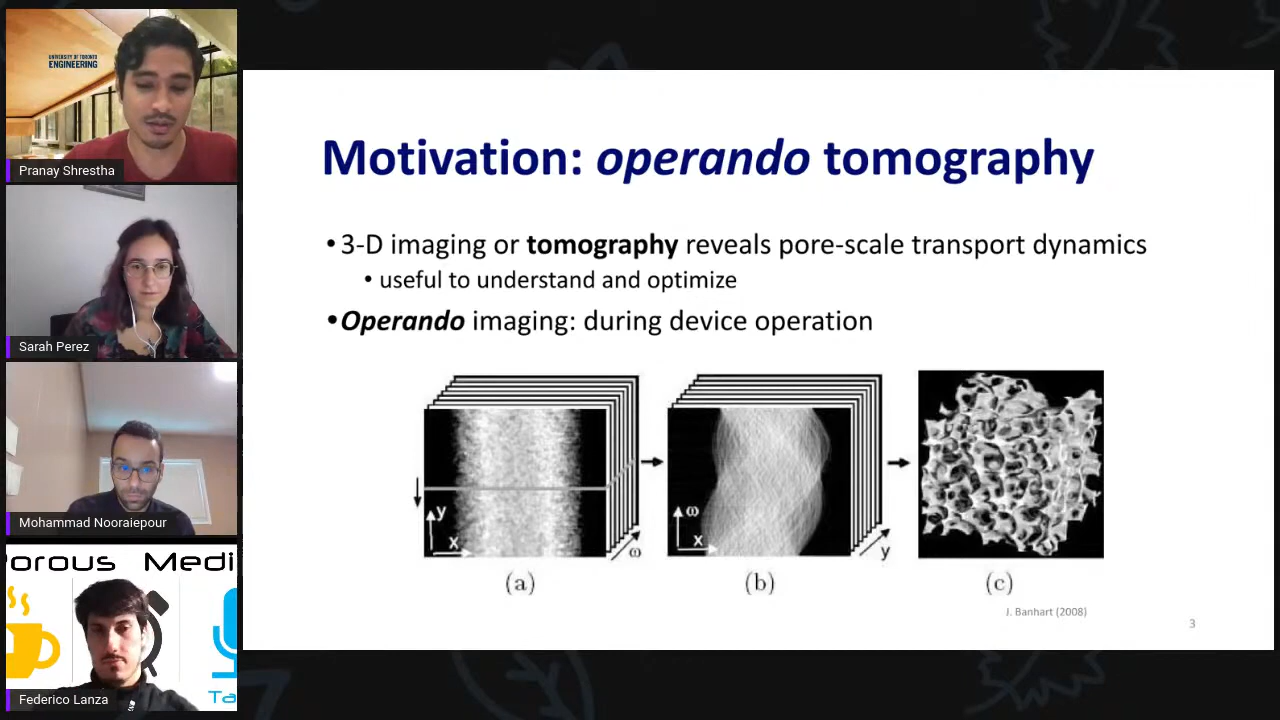 UNIVERSITY OF TORONTO
ENGINEERING
Pranay Shrestha
Sarah Perez
Mohammad Nooraiepour
orous Medi
Ta
Federico Lanza
Motivation: operando tomography
• 3-D imaging or tomography reveals pore-scale transport dynamics
• useful to understand and optimize
• Operando imaging: during device operation
y
x
ω
(a)
ω
x
y
(b)
(c)
J. Banhart (2008)
3